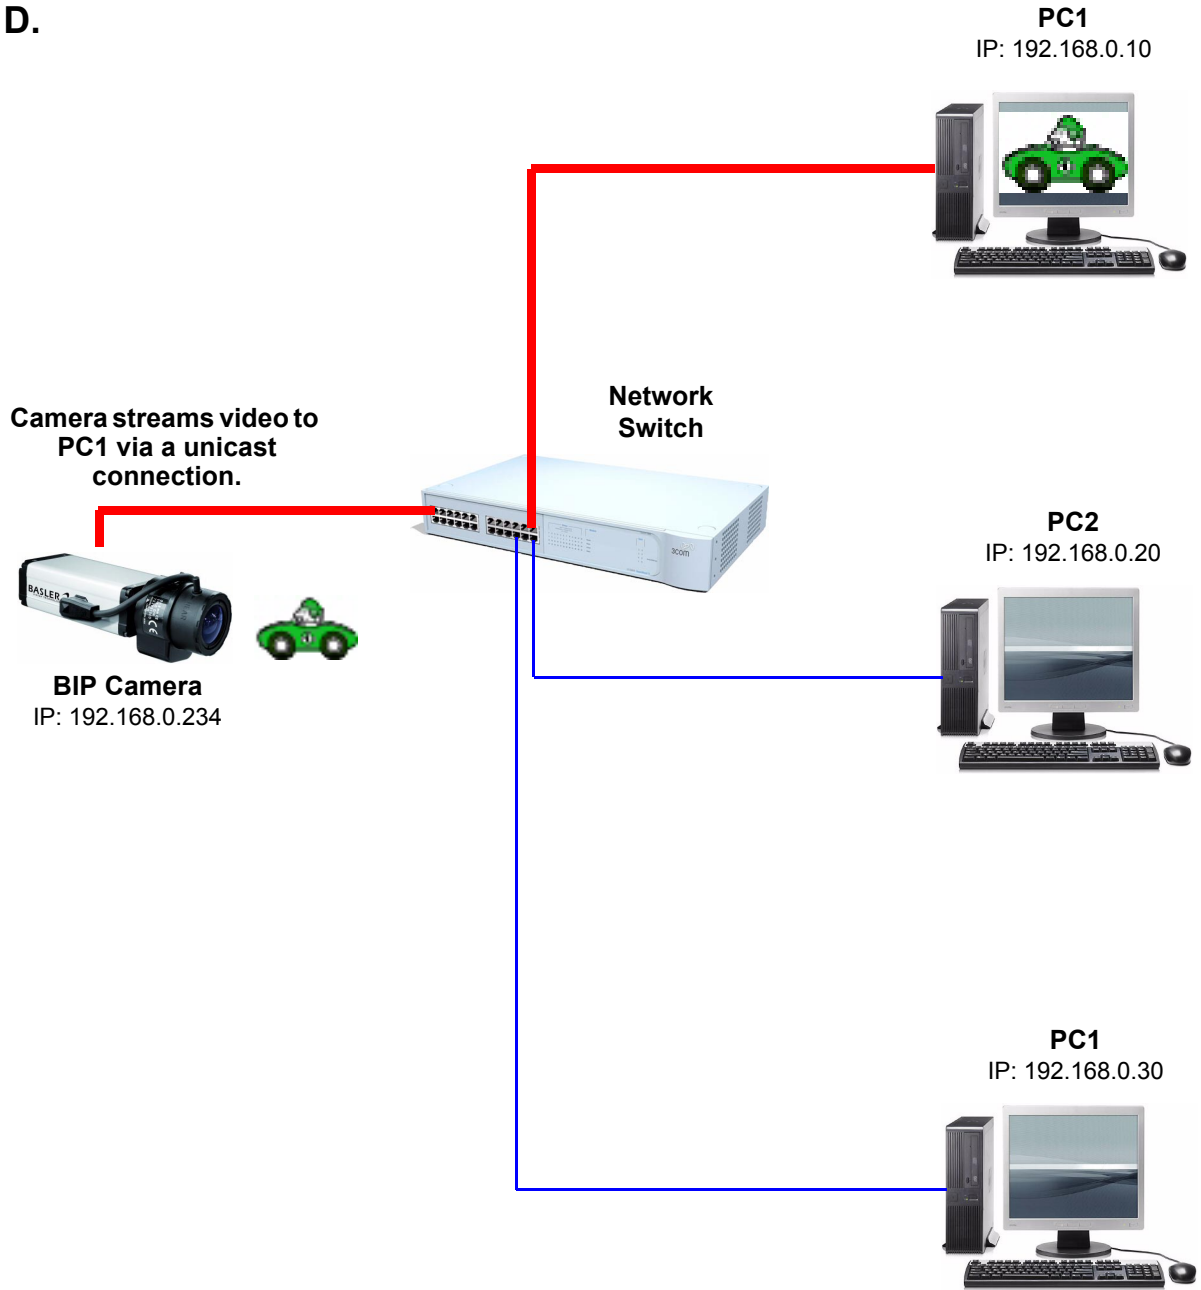 D.
PC1
IP: 192.168.0.10
Network
Switch
Camera streams video to
PC1 via a unicast
connection.
3com
PC2
IP: 192.168.0.20
BASLER
BIP Camera
IP: 192.168.0.234
PC1
IP: 192.168.0.30